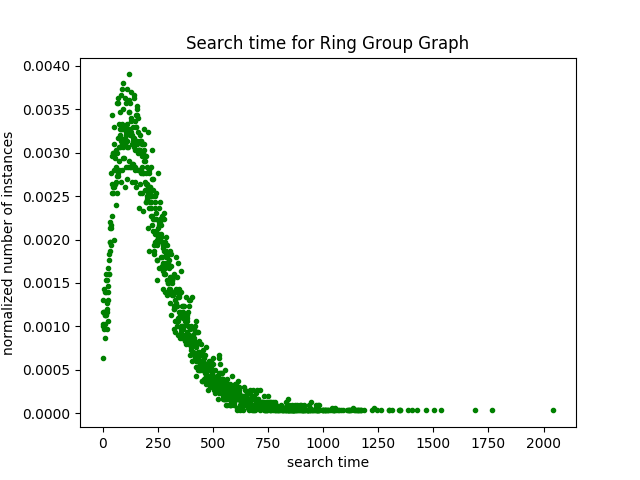 Search time for Ring Group Graph
normalized number of instances
0.0040
0.0035
0.0030
0.0025
0.0020
0.0015
0.0010
0.0005
0.0000
0 250 500 750 1000 1250 1500 1750 2000
search time